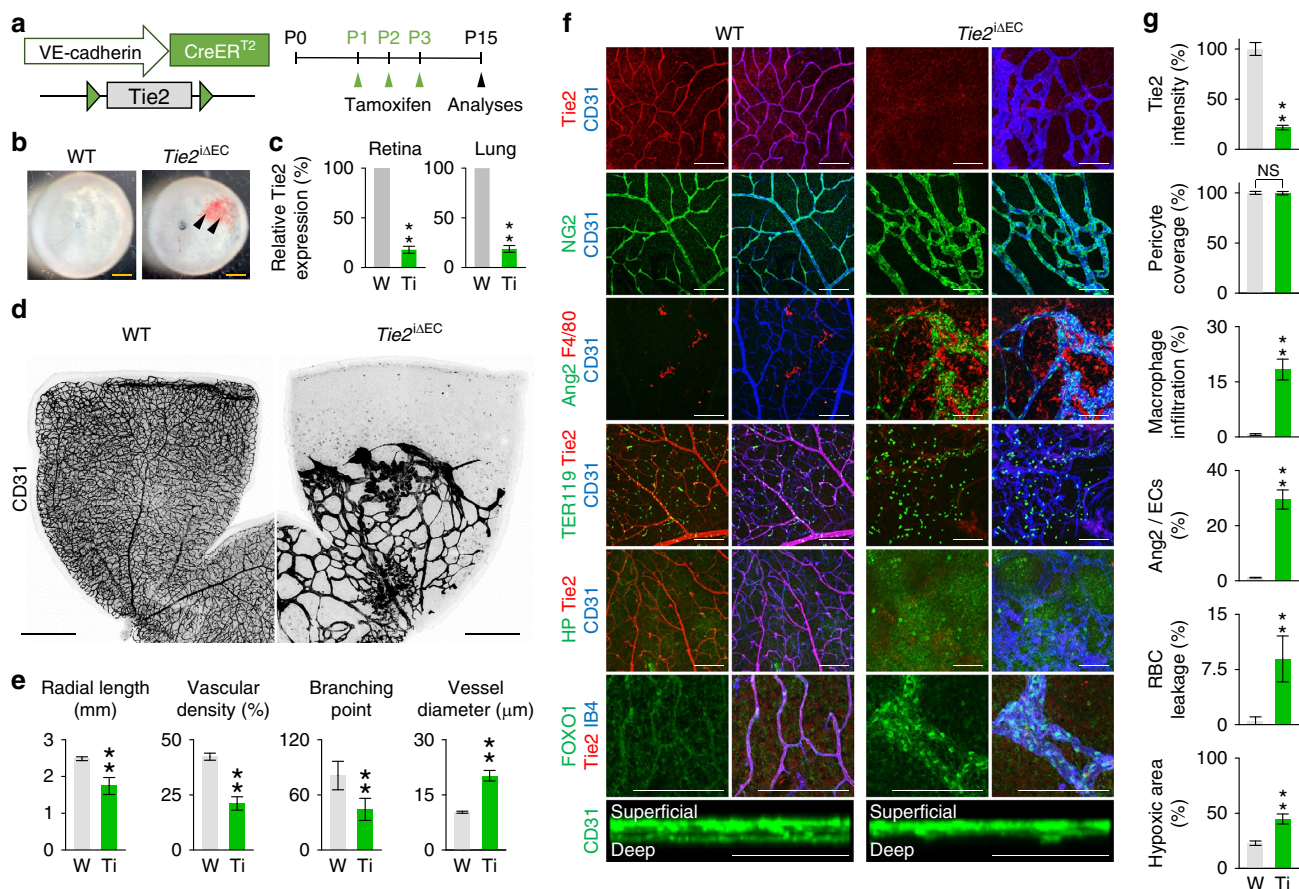 a
VE-cadherin
CreER^T2
Tie2
P0 P1 P2 P3 P15
Tamoxifen Analyses
b
WT Tie2^iΔEC
c
Relative Tie2
expression (%)
Retina Lung
100 100
50 50
0 0
** **
W Ti W Ti
d
WT Tie2^iΔEC
CD31
e
Radial length
(mm)
3
2
1
0
**
W Ti
Vascular
density (%)
50
25
0
**
W Ti
Branching
point
120
60
0
**
W Ti
Vessel
diameter (μm)
30
15
0
**
W Ti
f
WT Tie2^iΔEC
Tie2
CD31
NG2
CD31
Ang2 F4/80
CD31
TER119 Tie2
CD31
HP Tie2
CD31
FOXO1
Tie2 IB4
CD31
Superficial Superficial
Deep Deep
g
Tie2
intensity (%)
100
50
0
**
Pericyte
coverage (%)
100
50
0
NS
Macrophage
infiltration (%)
30
15
0
**
Ang2 / ECs
(%)
60
30
0
**
RBC
leakage (%)
15
7.5
0
**
Hypoxic area
(%)
100
50
0
**
W Ti